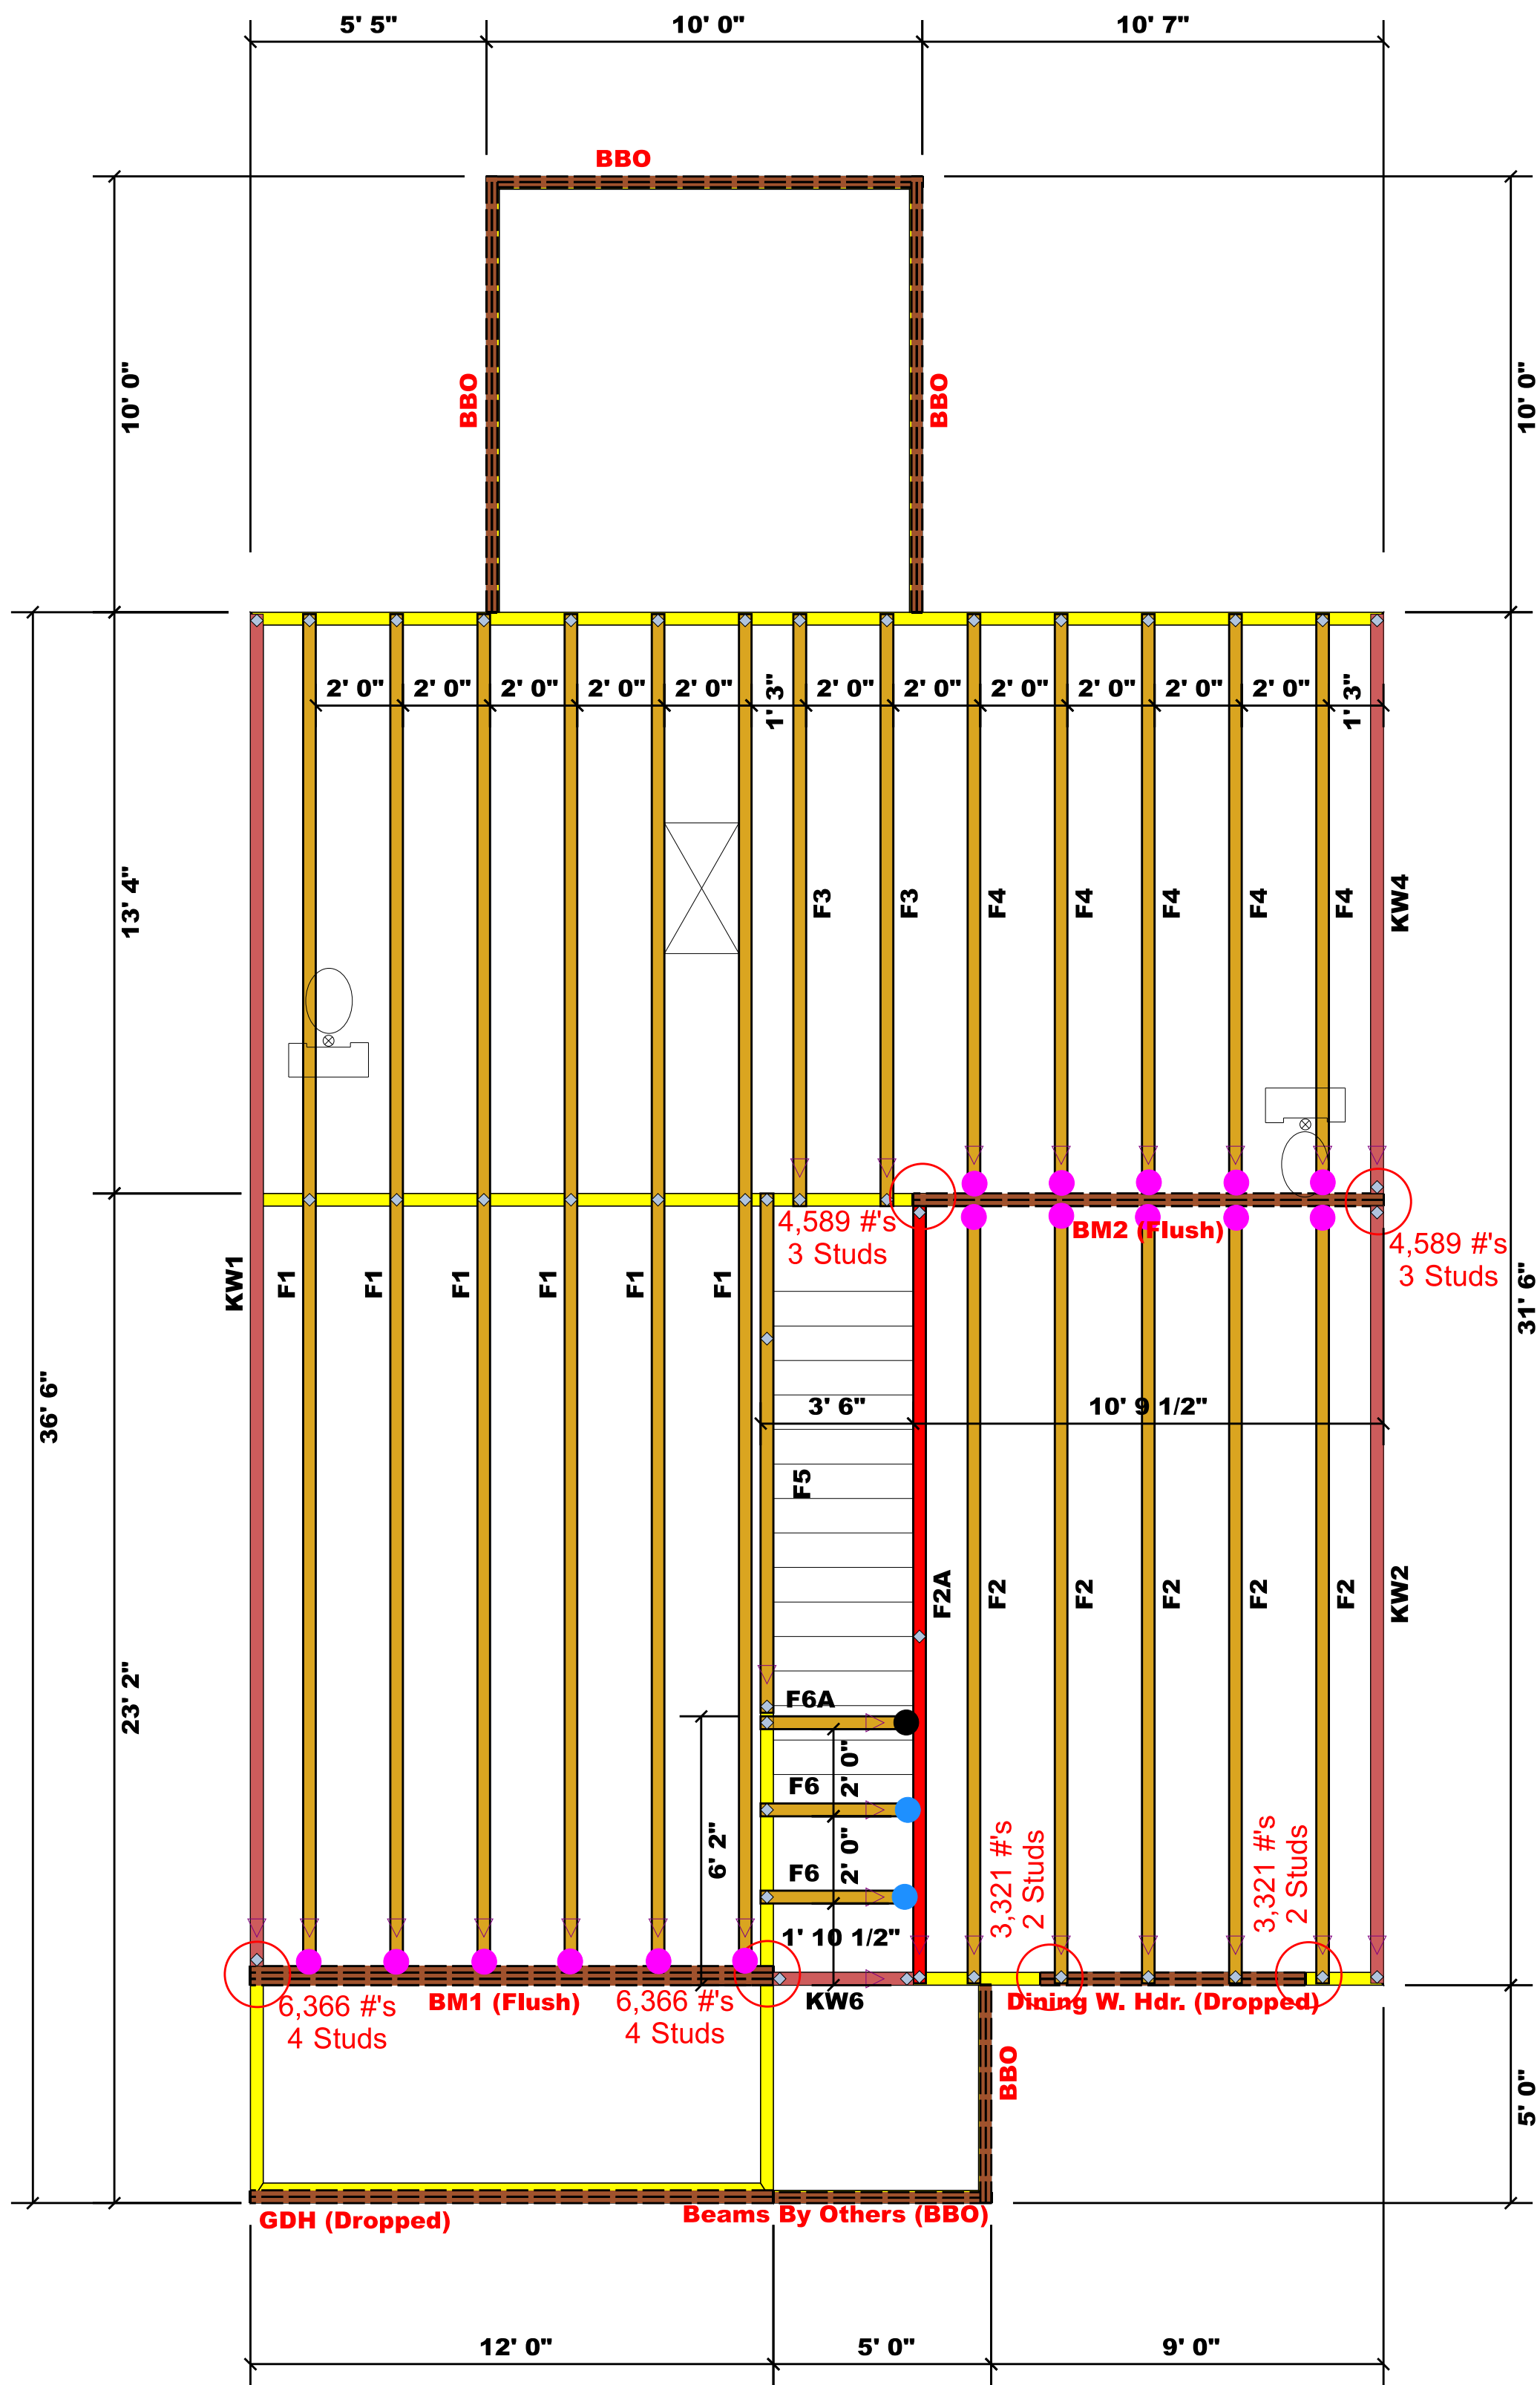 5' 5"
10' 0"
10' 7"
BBO
10' 0"
BBO
BBO
10' 0"
2' 0"
2' 0"
2' 0"
2' 0"
2' 0"
1' 3"
2' 0"
2' 0"
2' 0"
2' 0"
2' 0"
2' 0"
1' 3"
13' 4"
F3
F3
F4
F4
F4
F4
F4
KW4
4,589 #'s
3 Studs
BM2 (Flush)
4,589 #'s
3 Studs
KW1
F1
F1
F1
F1
F1
F1
31' 6"
36' 6"
3' 6"
10' 9 1/2"
F5
F2A
F2
F2
F2
F2
F2
KW2
23' 2"
F6A
2' 0"
F6
6' 2"
2' 0"
F6
3,321 #'s
2 Studs
3,321 #'s
2 Studs
1' 10 1/2"
6,366 #'s
4 Studs
BM1 (Flush)
6,366 #'s
4 Studs
KW6
Dining W. Hdr. (Dropped)
BBO
5' 0"
GDH (Dropped)
Beams By Others (BBO)
12' 0"
5' 0"
9' 0"